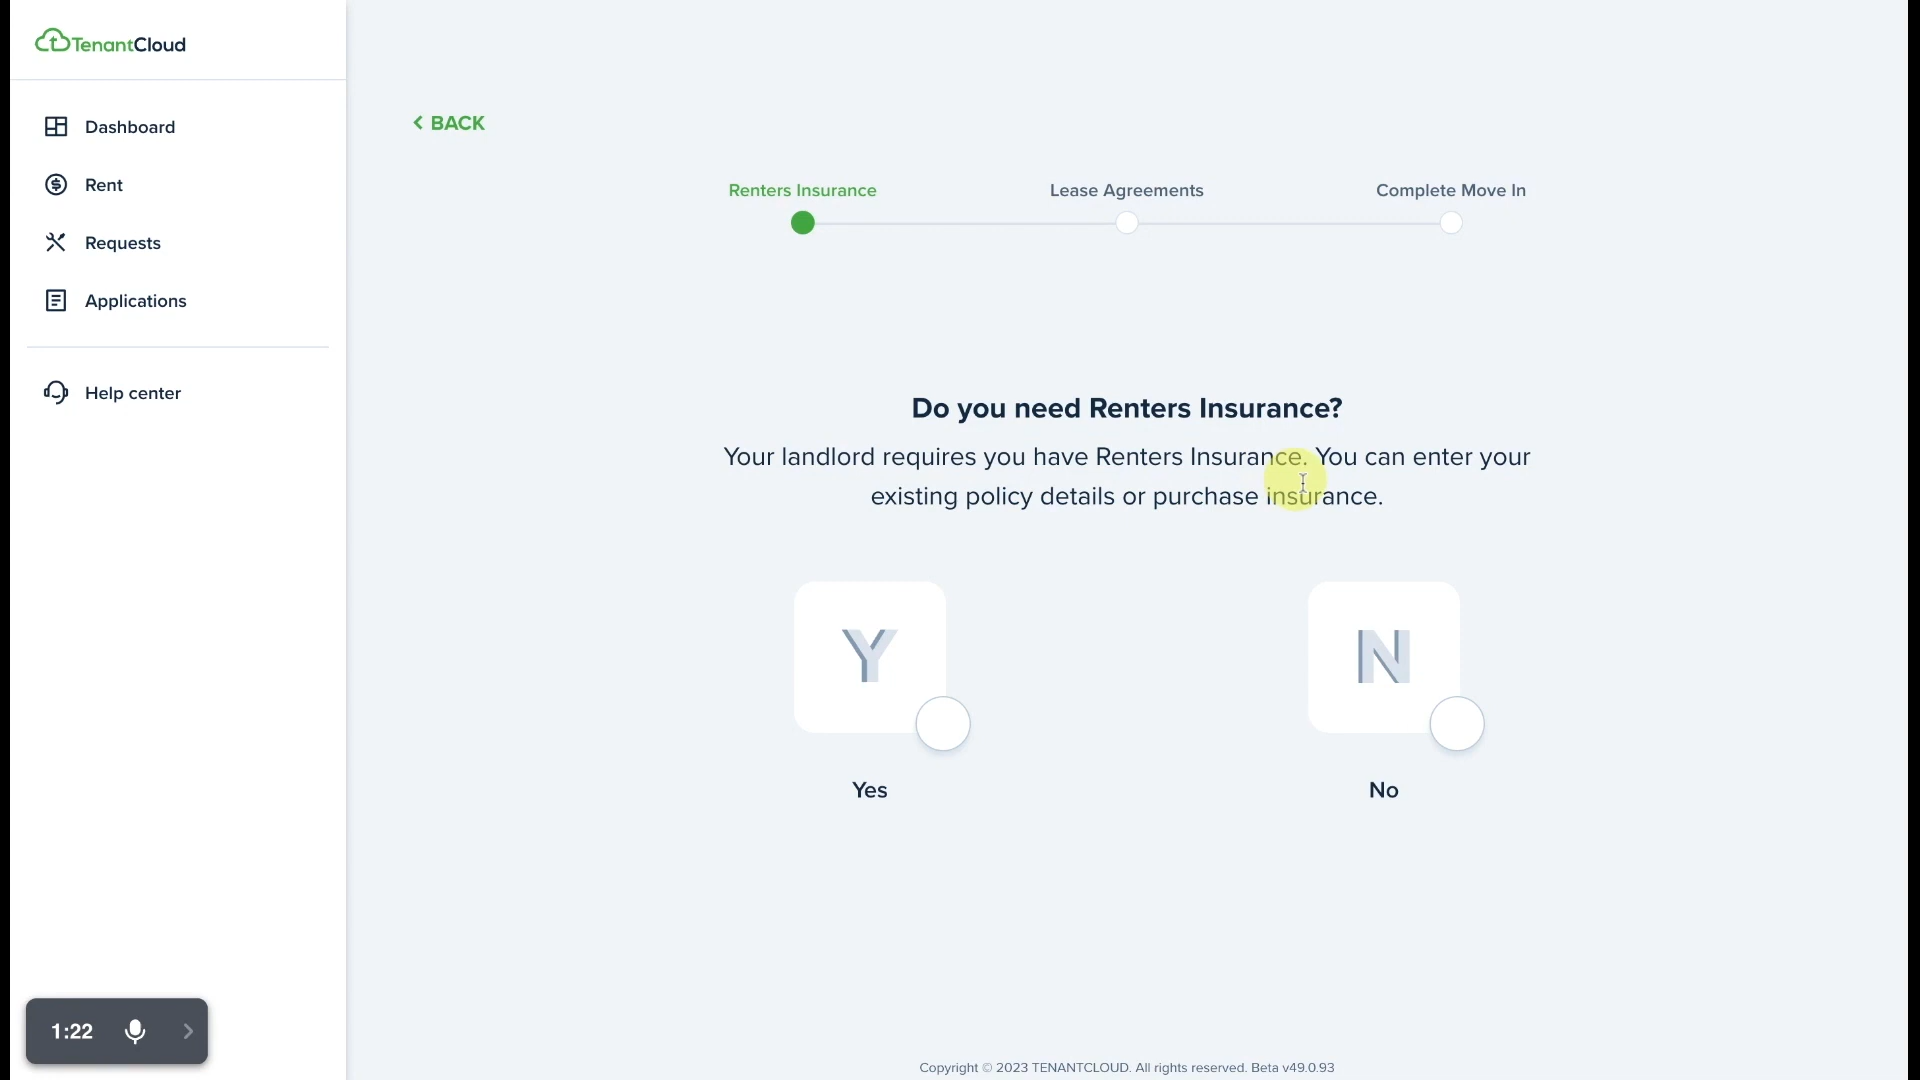 TenantCloud
Dashboard
Rent
Requests
Applications
Help center
BACK
Renters Insurance
Lease Agreements
Complete Move In
Do you need Renters Insurance?
Your landlord requires you have Renters Insurance. You can enter your
existing policy details or purchase insurance.
Y
N
Yes
No
1:22
Copyright © 2023 TENANTCLOUD. All rights reserved. Beta v49.0.93